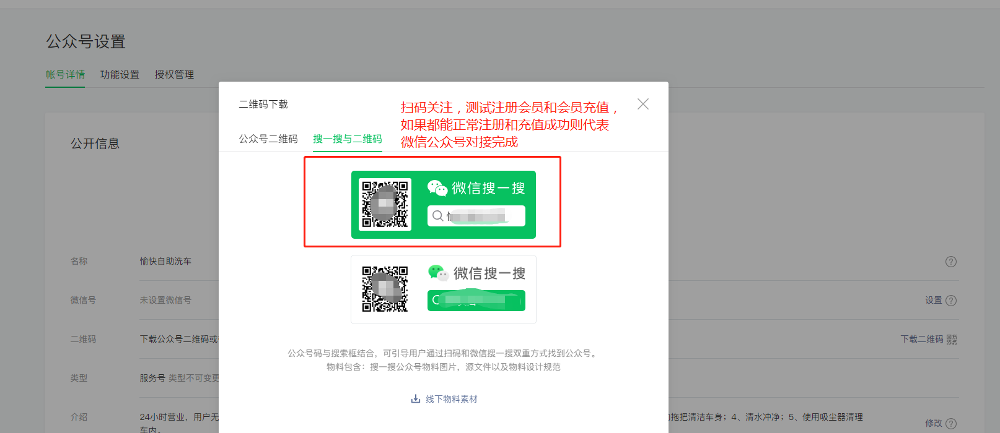 公众号设置
帐号详情 功能设置 授权管理
二维码下载
扫码关注，测试注册会员和会员充值，
如果都能正常注册和充值成功则代表
微信公众号对接完成
公众号二维码 搜一搜与二维码
公开信息
微信搜一搜
微信搜一搜
名称 愉快自助洗车
微信号 未设置微信号 设置
二维码 下载公众号二维码或 下载二维码
公众号码与搜索框结合，可引导用户通过扫码和微信搜一搜双重方式找到公众号。
物料包含：搜一搜公众号物料图片，源文件以及物料设计规范
类型 服务号 类型不可变更
线下物料素材
介绍 24小时营业，用户无 拖把清洁车身；4、清水冲净；5、使用吸尘器清理
车内。 修改